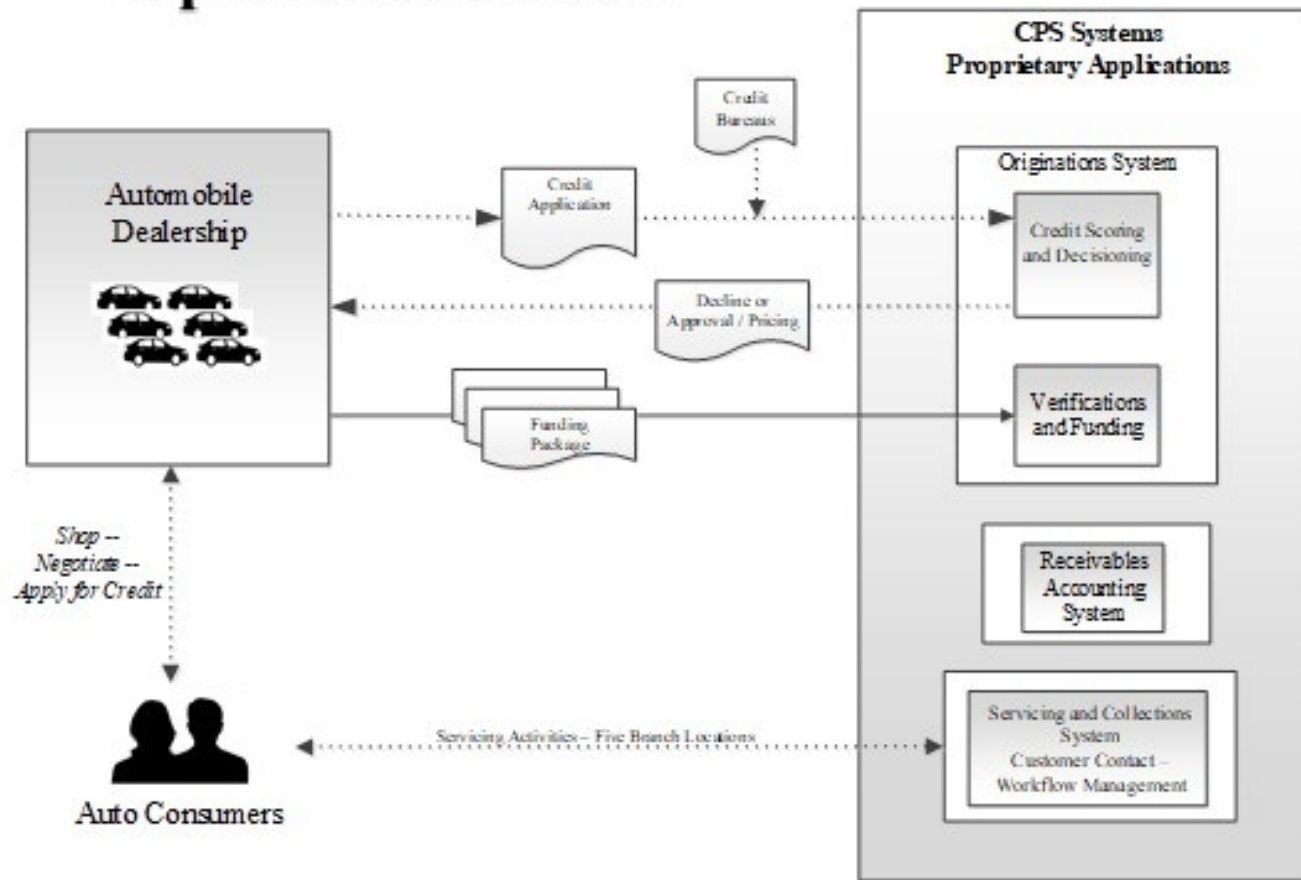 CPS Systems
Proprietary Applications
Credit
Bureaus
Originations System
Automobile
Dealership
Credit
Application
Credit Scoring
and Decisioning
Decline or
Approval / Pricing
Verifications
and Funding
Funding
Package
Shop --
Negotiate --
Apply for Credit
Receivables
Accounting
System
Servicing and Collections
System
Customer Contact –
Workflow Management
Servicing Activities – Five Branch Locations
Auto Consumers